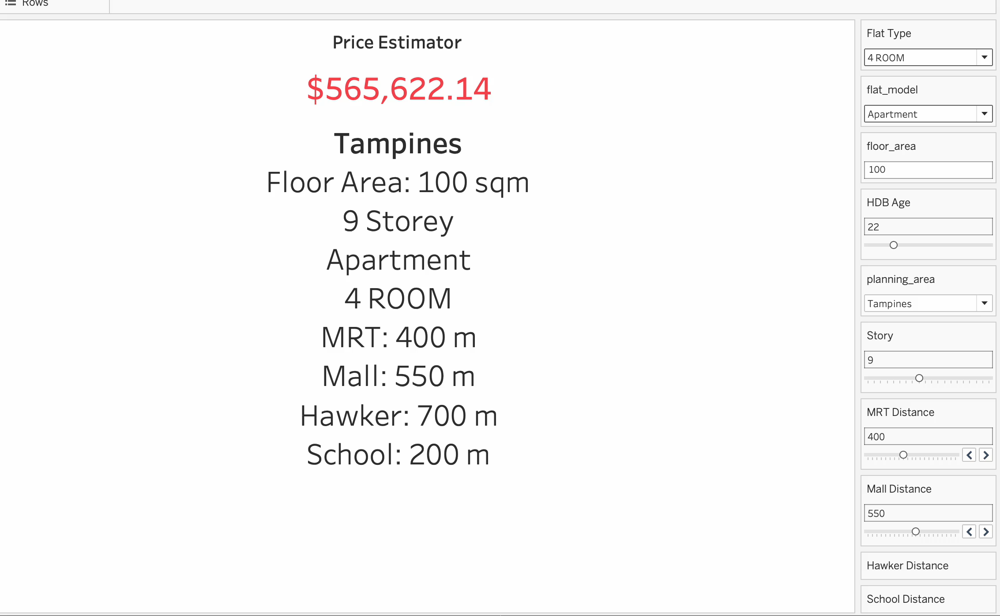 Rows
Price Estimator
$565,622.14
Tampines
Floor Area: 100 sqm
9 Storey
Apartment
4 ROOM
MRT: 400 m
Mall: 550 m
Hawker: 700 m
School: 200 m
Flat Type
4 ROOM
flat_model
Apartment
floor_area
100
HDB Age
22
planning_area
Tampines
Story
9
MRT Distance
400
Mall Distance
550
Hawker Distance
School Distance